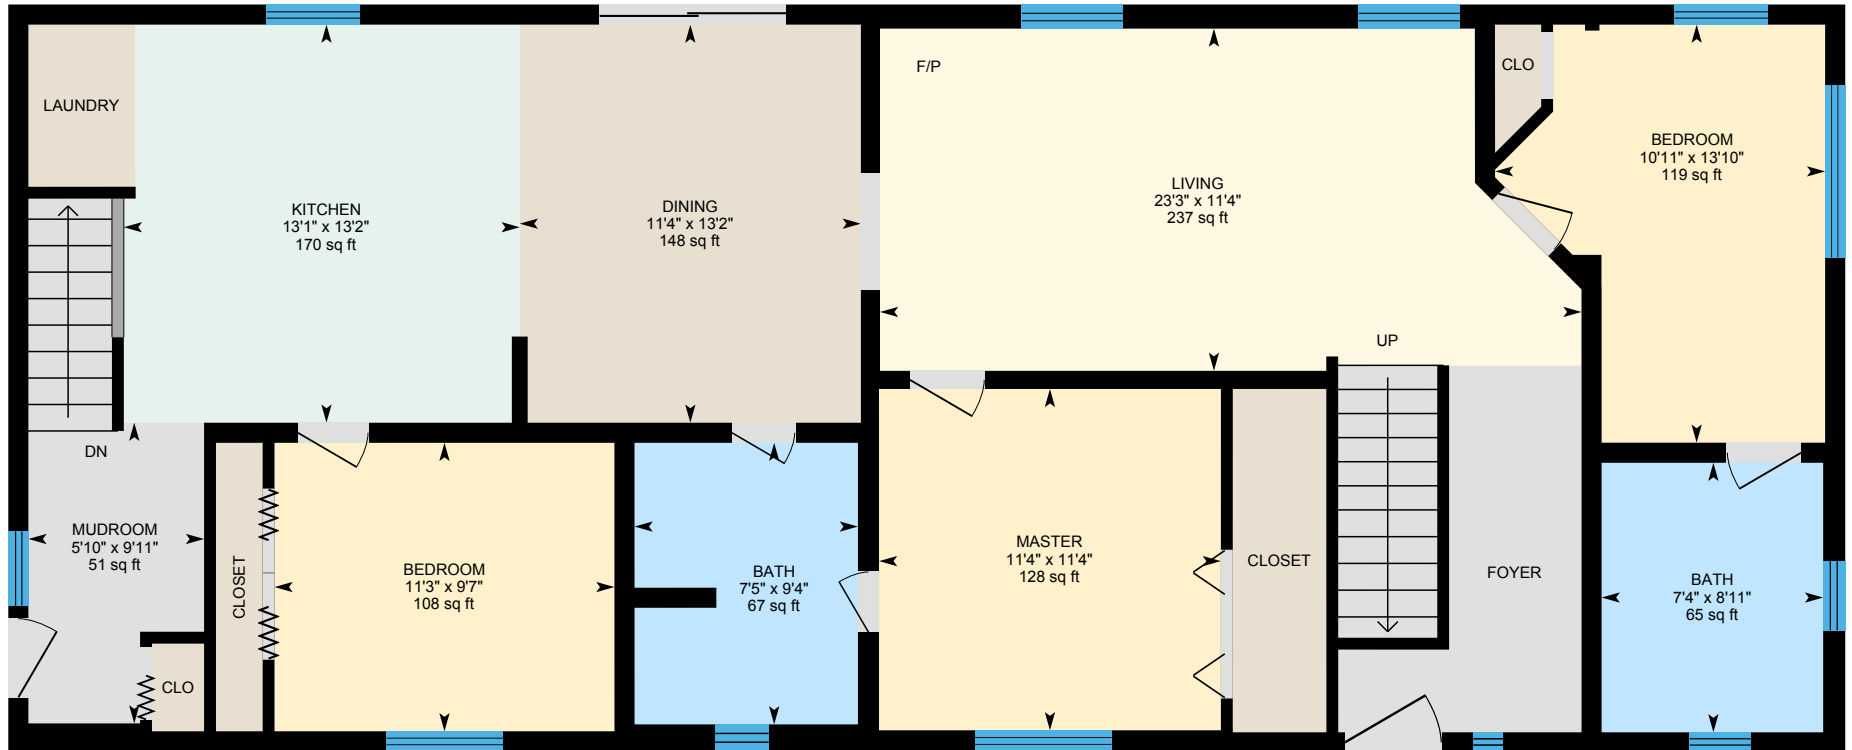 LAUNDRY
KITCHEN
13'1" x 13'2"
170 sq ft
DINING
11'4" x 13'2"
148 sq ft
F/P
LIVING
23'3" x 11'4"
237 sq ft
CLO
BEDROOM
10'11" x 13'10"
119 sq ft
UP
DN
MUDROOM
5'10" x 9'11"
51 sq ft
CLO
CLOSET
BEDROOM
11'3" x 9'7"
108 sq ft
BATH
7'5" x 9'4"
67 sq ft
MASTER
11'4" x 11'4"
128 sq ft
CLOSET
FOYER
BATH
7'4" x 8'11"
65 sq ft